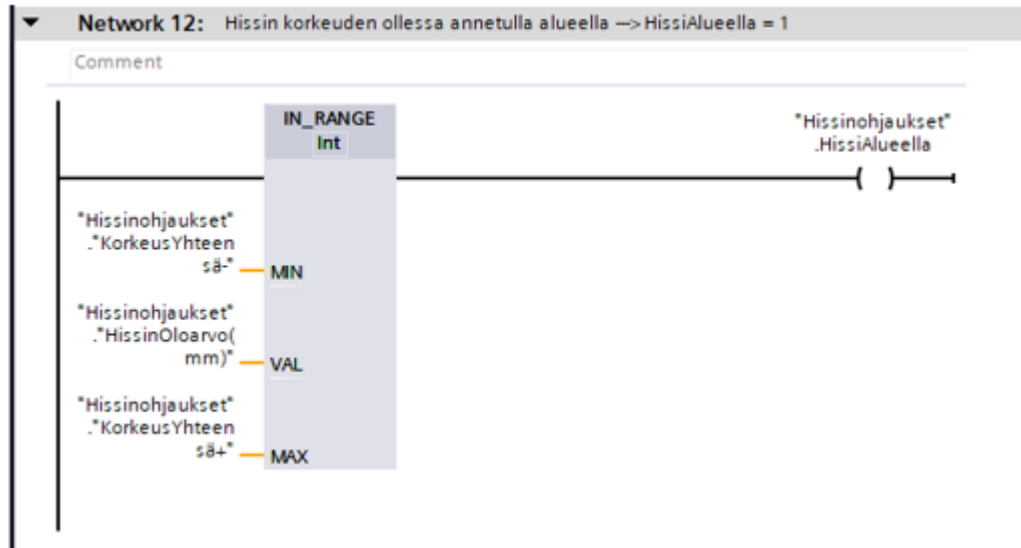 Network 12: Hissin korkeuden ollessa annetulla alueella —> HissiAlueella = 1
Comment
IN_RANGE
Int
"Hissinohjaukset"
.HissiAlueella
"Hissinohjaukset"
."KorkeusYhteen
sä-"
MIN
"Hissinohjaukset"
."HissinOloarvo(
mm)"
VAL
"Hissinohjaukset"
."KorkeusYhteen
sä+"
MAX